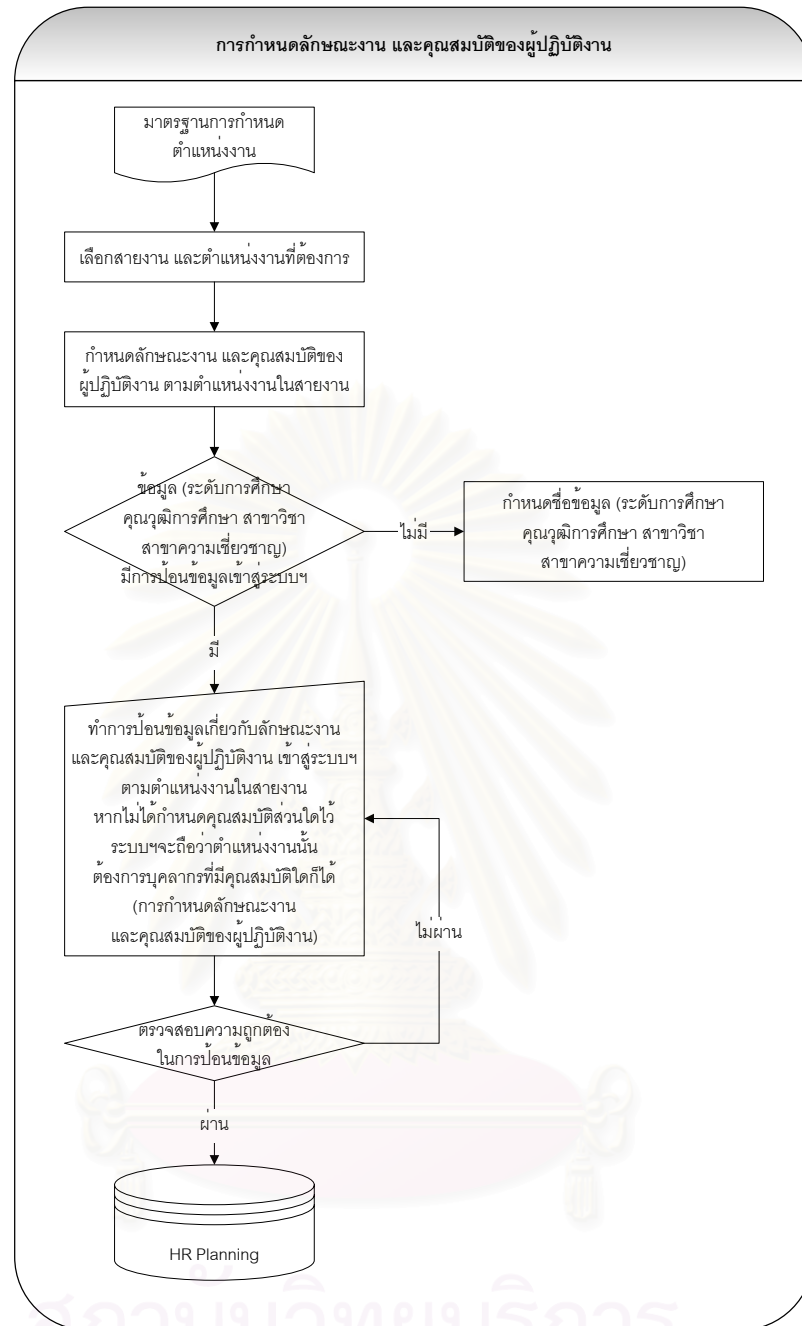 การกำหนดลักษณะงาน และคุณสมบัติของผู้ปฏิบัติงาน
มาตรฐานการกำหนด
ตำแหน่งงาน
เลือกสายงาน และตำแหน่งงานที่ต้องการ
กำหนดลักษณะงาน และคุณสมบัติของ
ผู้ปฏิบัติงาน ตามตำแหน่งงานในสายงาน
ข้อมูล (ระดับการศึกษา
คุณวุฒิการศึกษา สาขาวิชา
สาขาความเชี่ยวชาญ)
มีการป้อนข้อมูลเข้าสู่ระบบฯ
ไม่มี
กำหนดชื่อข้อมูล (ระดับการศึกษา
คุณวุฒิการศึกษา สาขาวิชา
สาขาความเชี่ยวชาญ)
มี
ทำการป้อนข้อมูลเกี่ยวกับลักษณะงาน
และคุณสมบัติของผู้ปฏิบัติงาน เข้าสู่ระบบฯ
ตามตำแหน่งงานในสายงาน
หากไม่ได้กำหนดคุณสมบัติส่วนใดไว้
ระบบฯจะถือว่าตำแหน่งงานนั้น
ต้องการบุคลากรที่มีคุณสมบัติใดก็ได้
(การกำหนดลักษณะงาน
และคุณสมบัติของผู้ปฏิบัติงาน)
ไม่ผ่าน
ตรวจสอบความถูกต้อง
ในการป้อนข้อมูล
ผ่าน
HR Planning
สถาบันวิทยบริการ